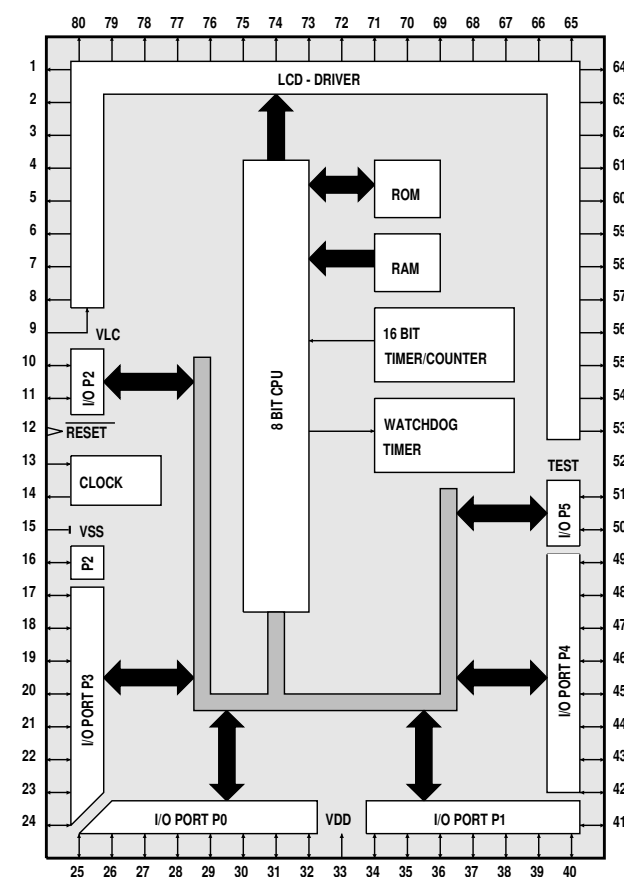 80 79 78 77 76 75 74 73 72 71 70 69 68 67 66 65
1 64
LCD - DRIVER
2 63
3 62
4 61
ROM
5 60
6 59
RAM
7 58
8 57
9 VLC 16 BIT 56
TIMER/COUNTER
10 55
I/O P2
8 BIT CPU
11 54
12 RESET WATCHDOG 53
TIMER
13 TEST 52
CLOCK
14 51
I/O P5
15 VSS 50
16 P2 49
17 48
18 47
19 46
I/O PORT P3
I/O PORT P4
20 45
21 44
22 43
23 42
24 I/O PORT P0 VDD I/O PORT P1 41
25 26 27 28 29 30 31 32 33 34 35 36 37 38 39 40